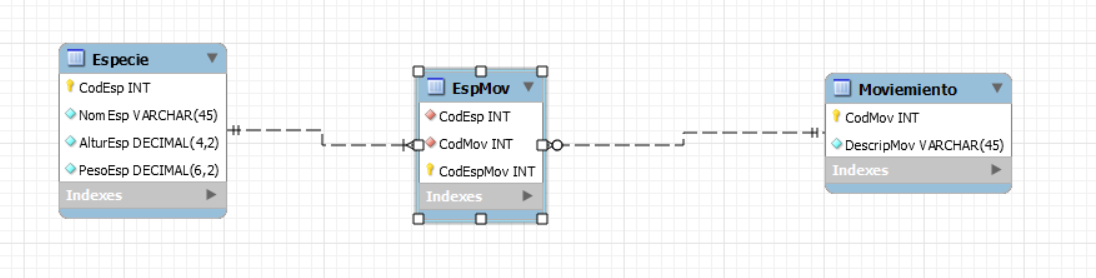 Especie
CodEsp INT
NomEsp VARCHAR(45)
AlturEsp DECIMAL(4,2)
PesoEsp DECIMAL(6,2)
Indexes
EspMov
CodEsp INT
CodMov INT
CodEspMov INT
Indexes
Moviemiento
CodMov INT
DescripMov VARCHAR(45)
Indexes